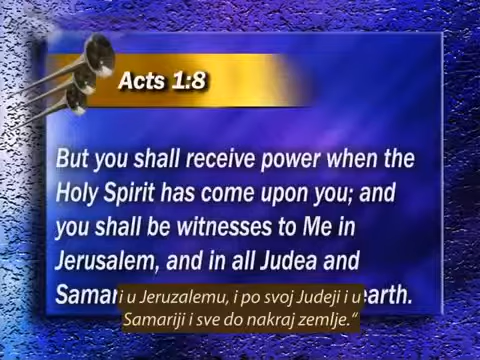 Acts 1:8
But you shall receive power when the
Holy Spirit has come upon you; and
you shall be witnesses to Me in
Jerusalem, and in all Judea and
earth.
i u Jeruzalemu, i po svoj Judeji i u
Samariji i sve do nakraj zemlje.“